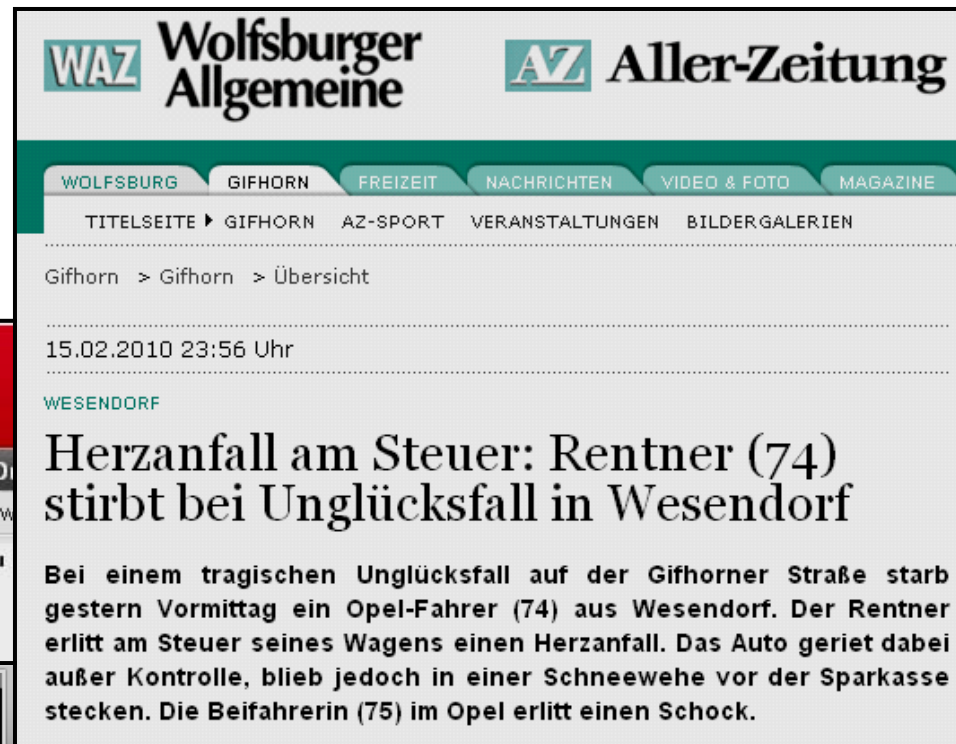 WAZ Wolfsburger Allgemeine
AZ Aller-Zeitung
WOLFSBURG GIFHORN FREIZEIT NACHRICHTEN VIDEO & FOTO MAGAZINE
TITELSEITE GIFHORN AZ-SPORT VERANSTALTUNGEN BILDERGALERIEN
Gifhorn > Gifhorn > Übersicht
15.02.2010 23:56 Uhr
WESENDORF
Herzanfall am Steuer: Rentner (74)
stirbt bei Unglücksfall in Wesendorf
Bei einem tragischen Unglücksfall auf der Gifhorner Straße starb
gestern Vormittag ein Opel-Fahrer (74) aus Wesendorf. Der Rentner
erlitt am Steuer seines Wagens einen Herzanfall. Das Auto geriet dabei
außer Kontrolle, blieb jedoch in einer Schneewehe vor der Sparkasse
stecken. Die Beifahrerin (75) im Opel erlitt einen Schock.